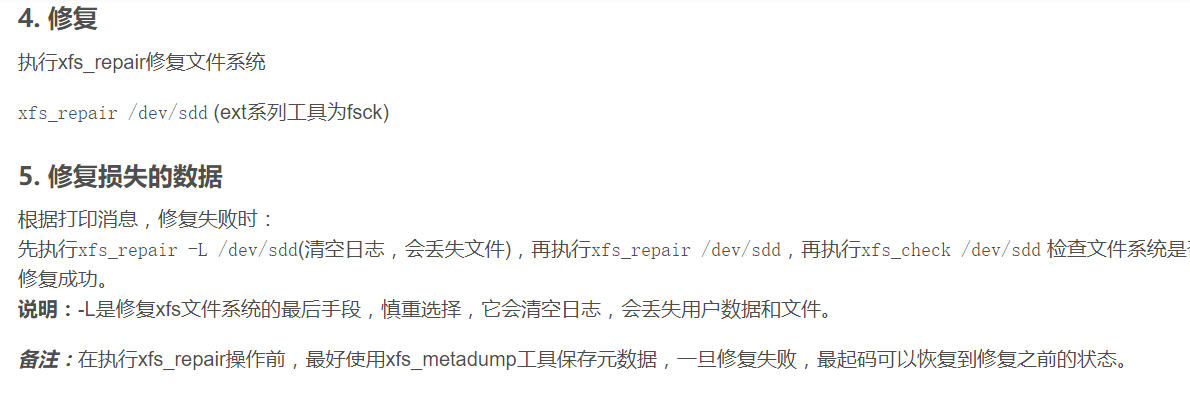 4. 修复
执行xfs_repair修复文件系统
xfs_repair /dev/sdd (ext系列工具为fsck)
5. 修复损失的数据
根据打印消息，修复失败时：
先执行xfs_repair -L /dev/sdd(清空日志，会丢失文件)，再执行xfs_repair /dev/sdd，再执行xfs_check /dev/sdd 检查文件系统是
修复成功。
说明：-L是修复xfs文件系统的最后手段，慎重选择，它会清空日志，会丢失用户数据和文件。
备注：在执行xfs_repair操作前，最好使用xfs_metadump工具保存元数据，一旦修复失败，最起码可以恢复到修复之前的状态。